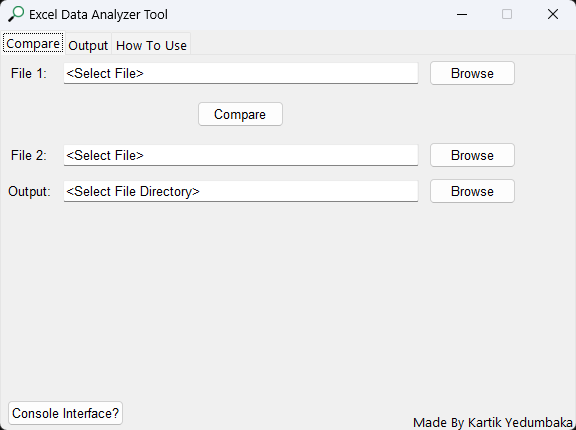 Excel Data Analyzer Tool
Compare Output How To Use
File 1: <Select File> Browse
Compare
File 2: <Select File> Browse
Output: <Select File Directory> Browse
Console Interface?
Made By Kartik Yedumbaka